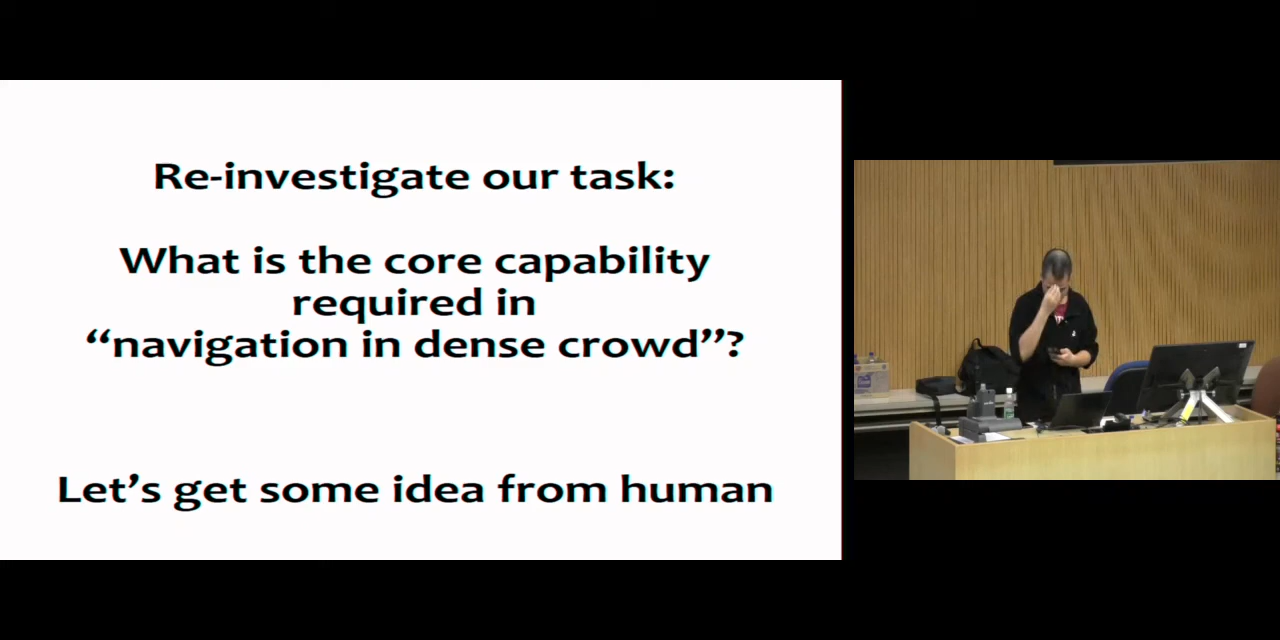 Re-investigate our task:
What is the core capability
required in
“navigation in dense crowd”?
Let’s get some idea from human